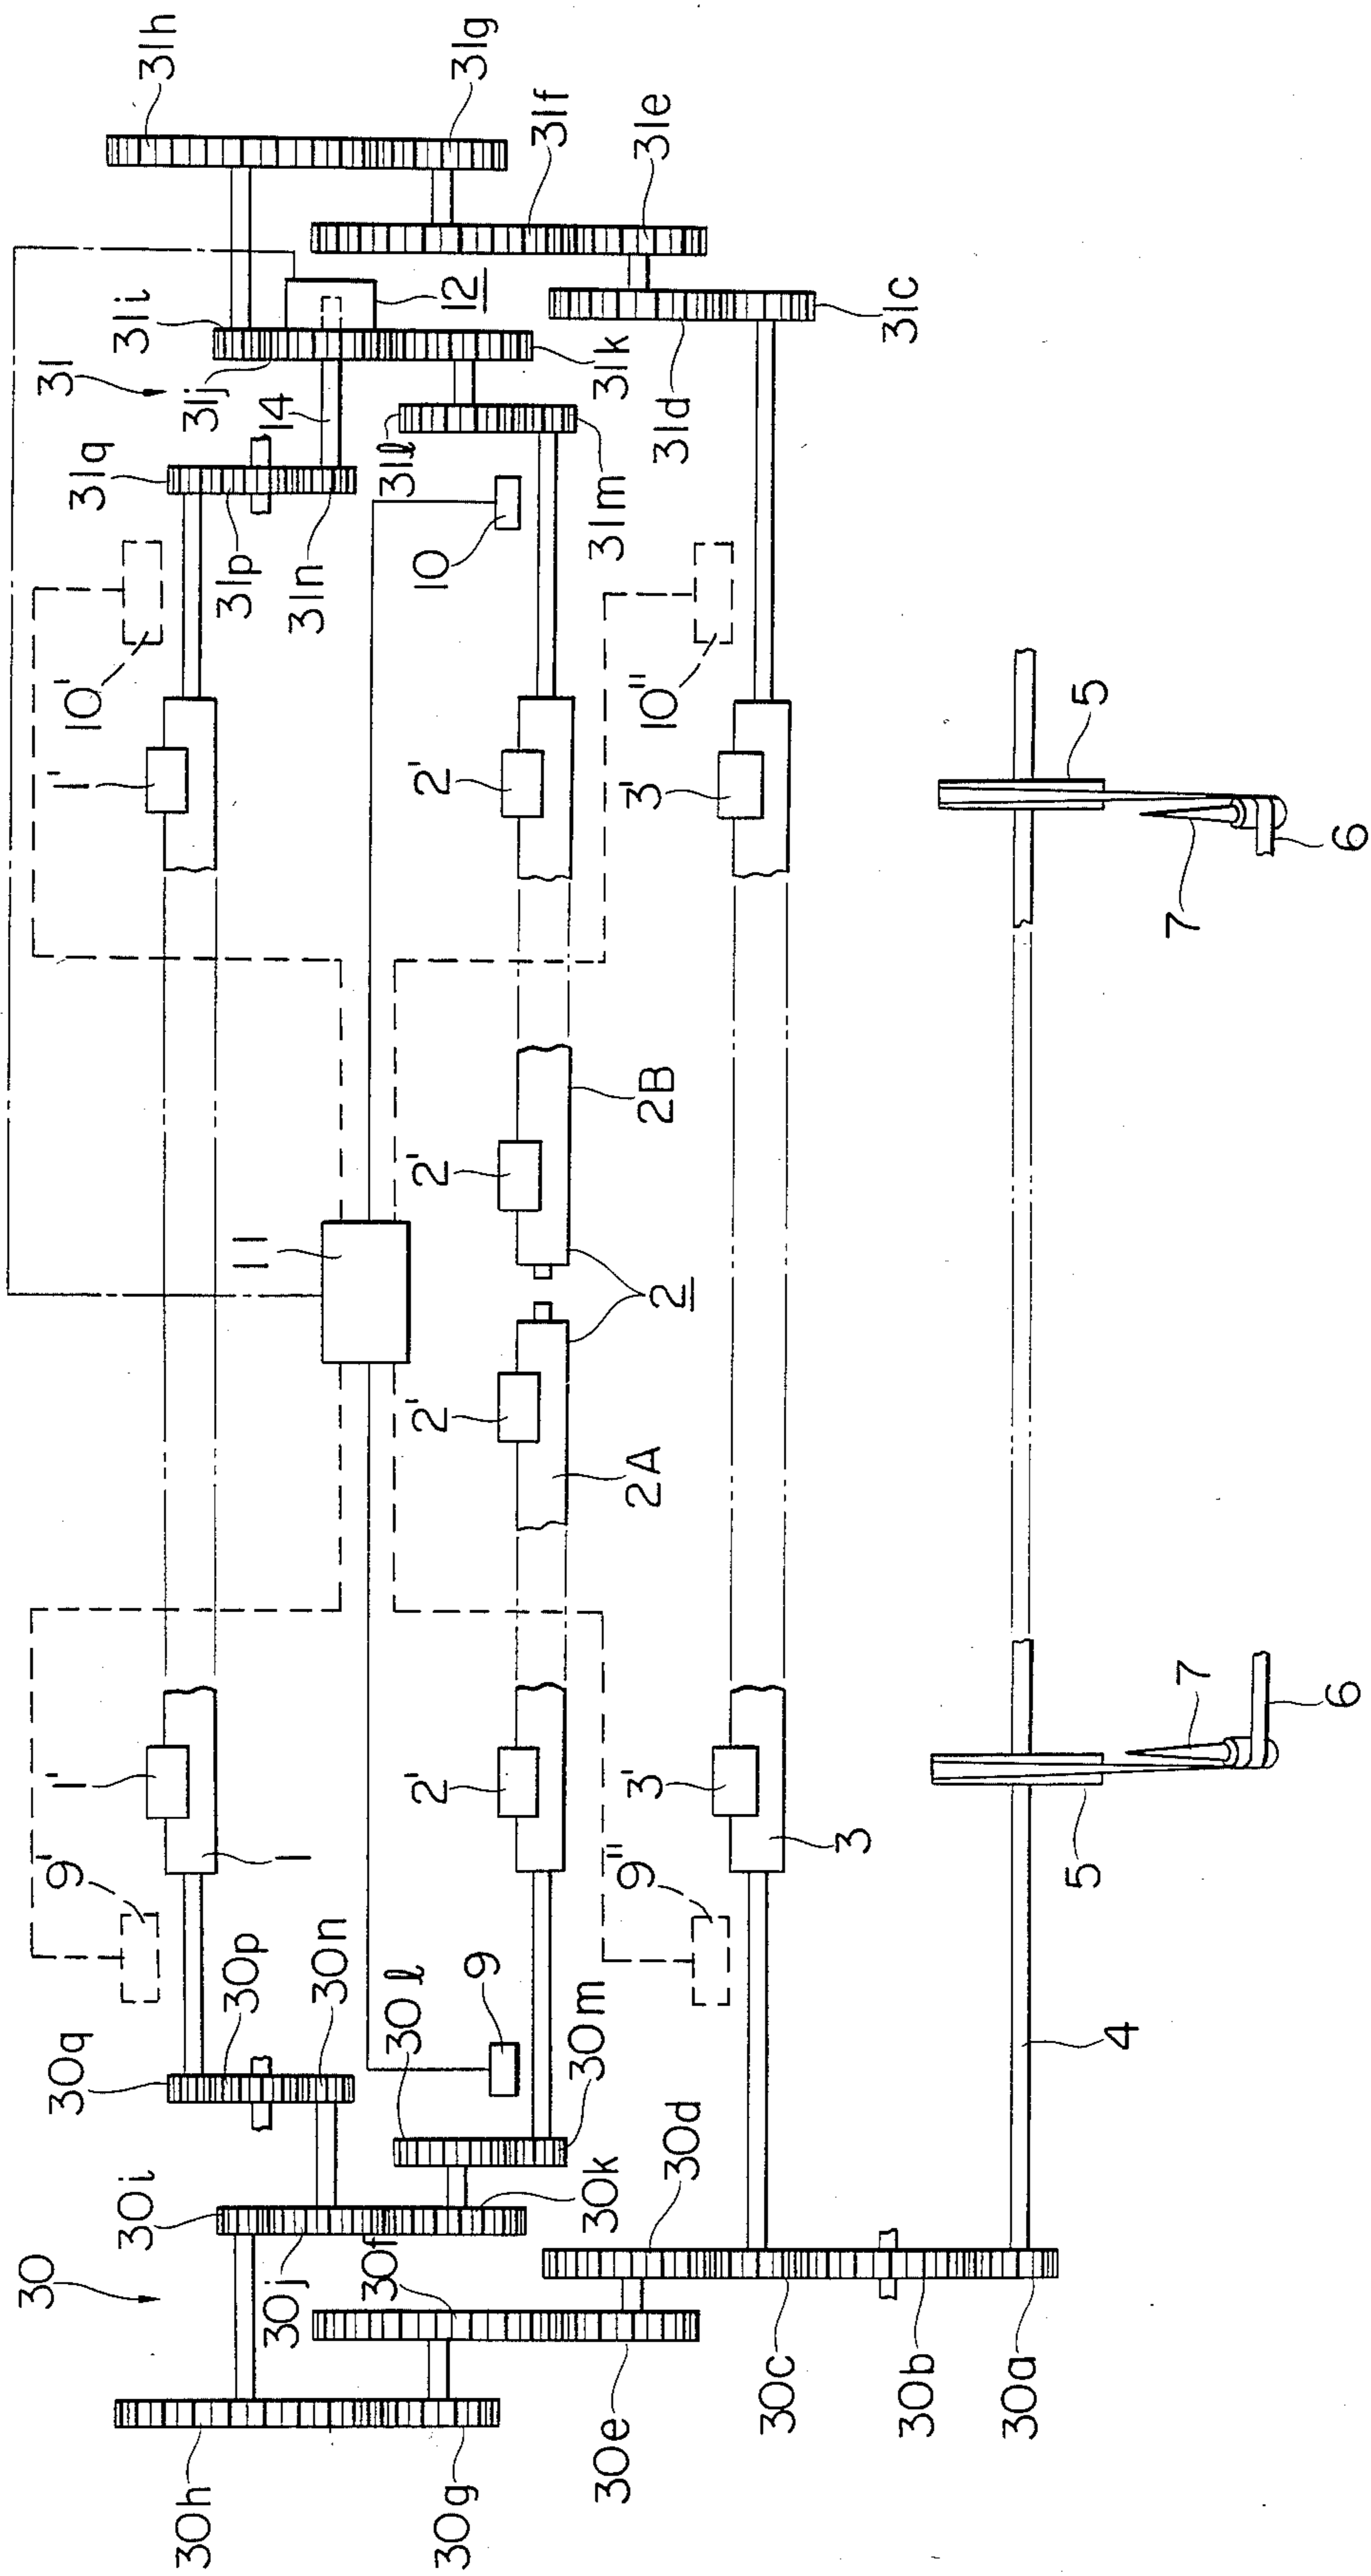 31h
31g
31f
31e
31i
12
31c
31
31j
14
31k
31d
31q
31l
31m
31p
31n
10
10'
10"
1'
2'
3'
5
7
6
2B
2'
11
2
2'
2A
1'
2'
3'
7
6
1
3
5
9'
9"
30p
30n
9
30l
30m
30q
4
30d
30i
30k
30
30j
30f
30c
30b
30a
30e
30h
30g